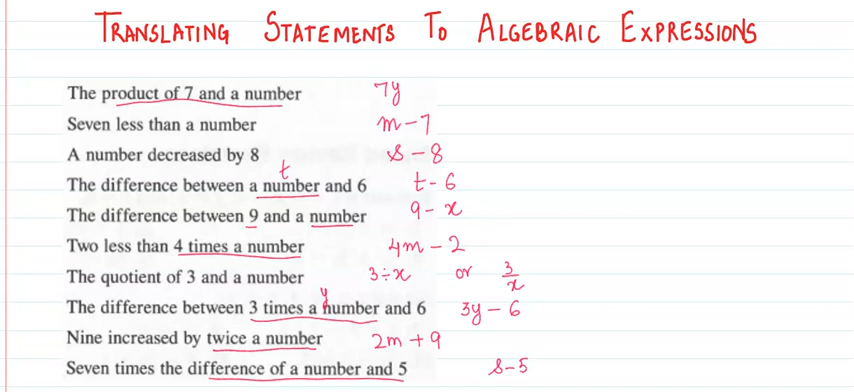 TRANSLATING STATEMENTS TO ALGEBRAIC EXPRESSIONS
The product of 7 and a number 7y
Seven less than a number m - 7
A number decreased by 8 s - 8
t
The difference between a number and 6 t - 6
The difference between 9 and a number 9 - x
Two less than 4 times a number 4m - 2
The quotient of 3 and a number 3 ÷ x or 3/x
y
The difference between 3 times a number and 6 3y - 6
Nine increased by twice a number 2m + 9
Seven times the difference of a number and 5 s - 5